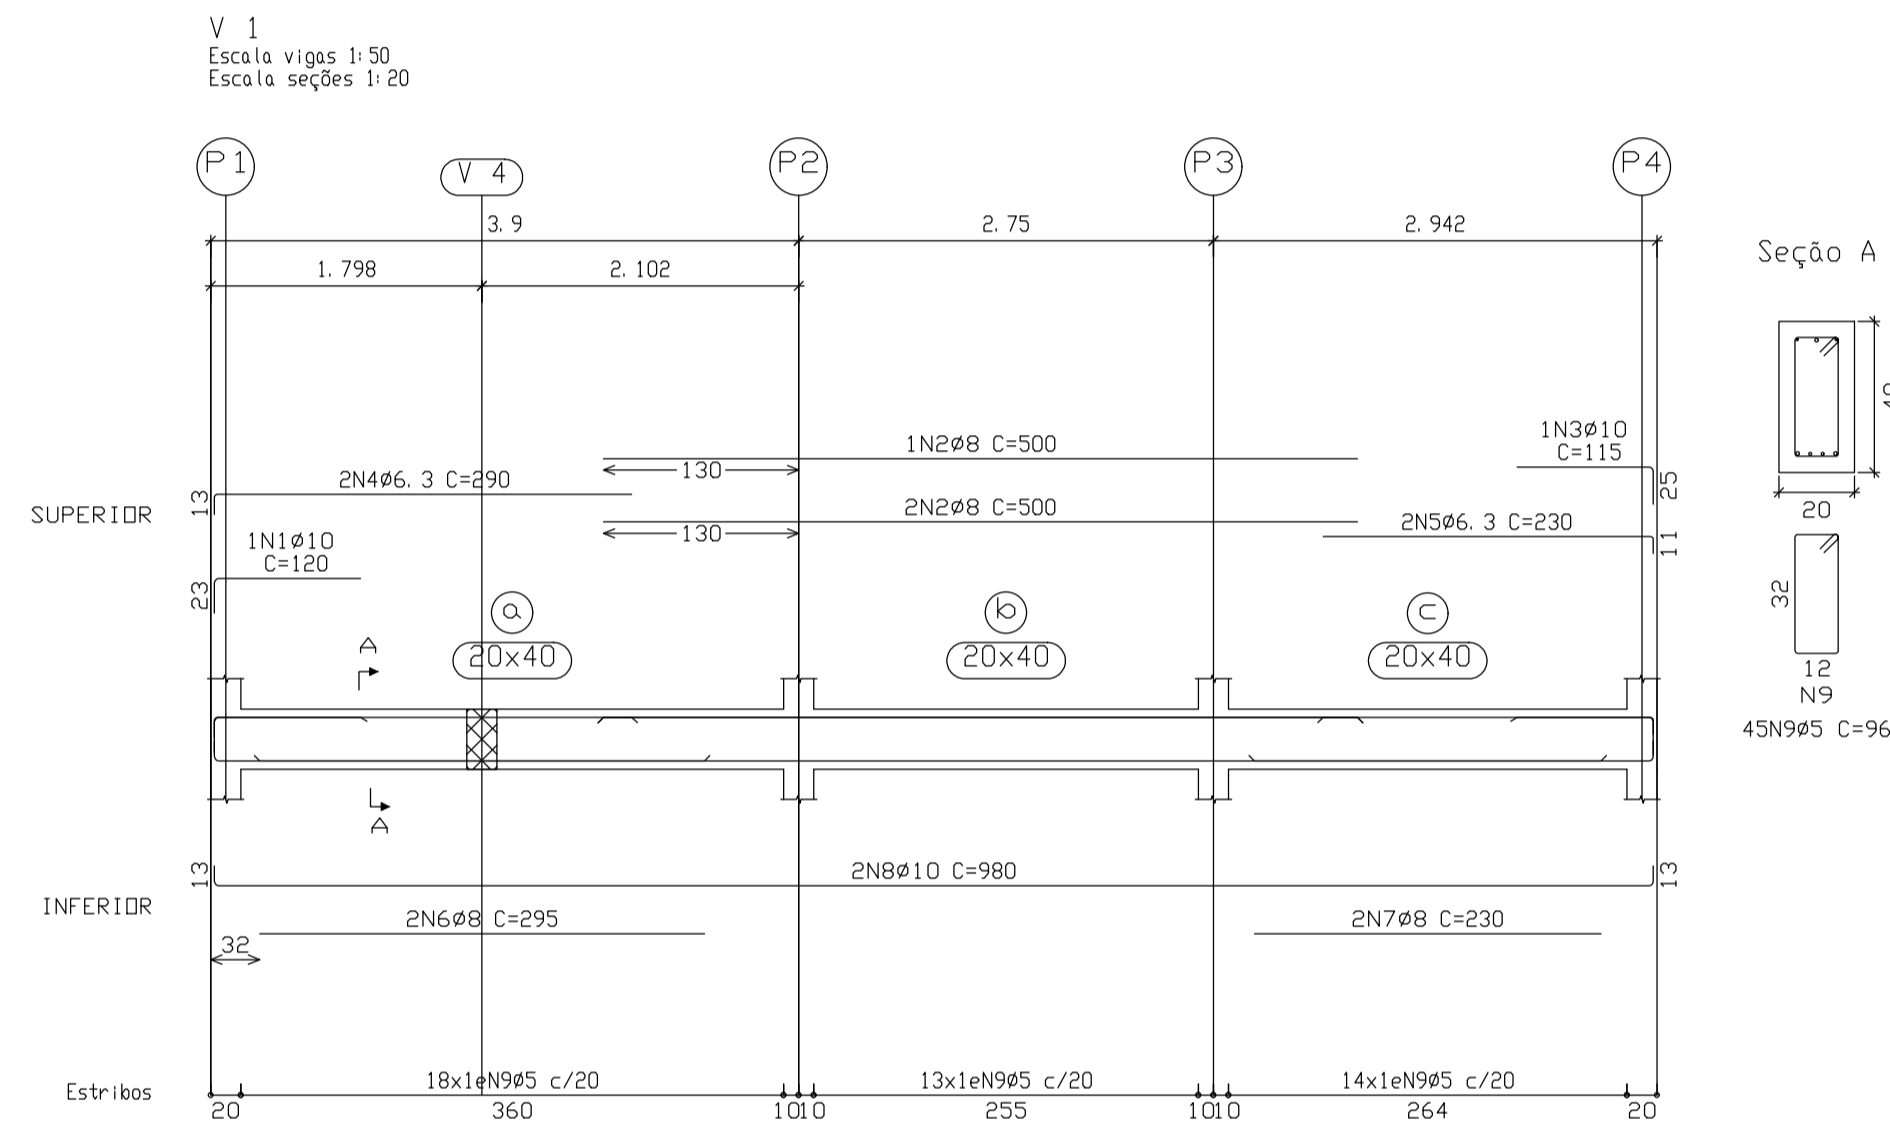 V 1
Escala vigas 1:50
Escala seções 1:20
P1
V 4
P2
P3
P4
3.9
2.75
2.942
1.798
2.102
Seção A
1N2ø8 C=500
130
1N3ø10
C=115
25
2N4ø6.3 C=290
13
SUPERIOR
2N2ø8 C=500
130
2N5ø6.3 C=230
11
1N1ø10
C=120
23
20
32
12
N9
45N9ø5 C=96
a
b
c
20x40
20x40
20x40
A
A
13
2N8ø10 C=980
13
INFERIOR
2N6ø8 C=295
2N7ø8 C=230
32
Estribos
18x1eN9ø5 c/20
13x1eN9ø5 c/20
14x1eN9ø5 c/20
20
360
10
10
255
10
10
264
20